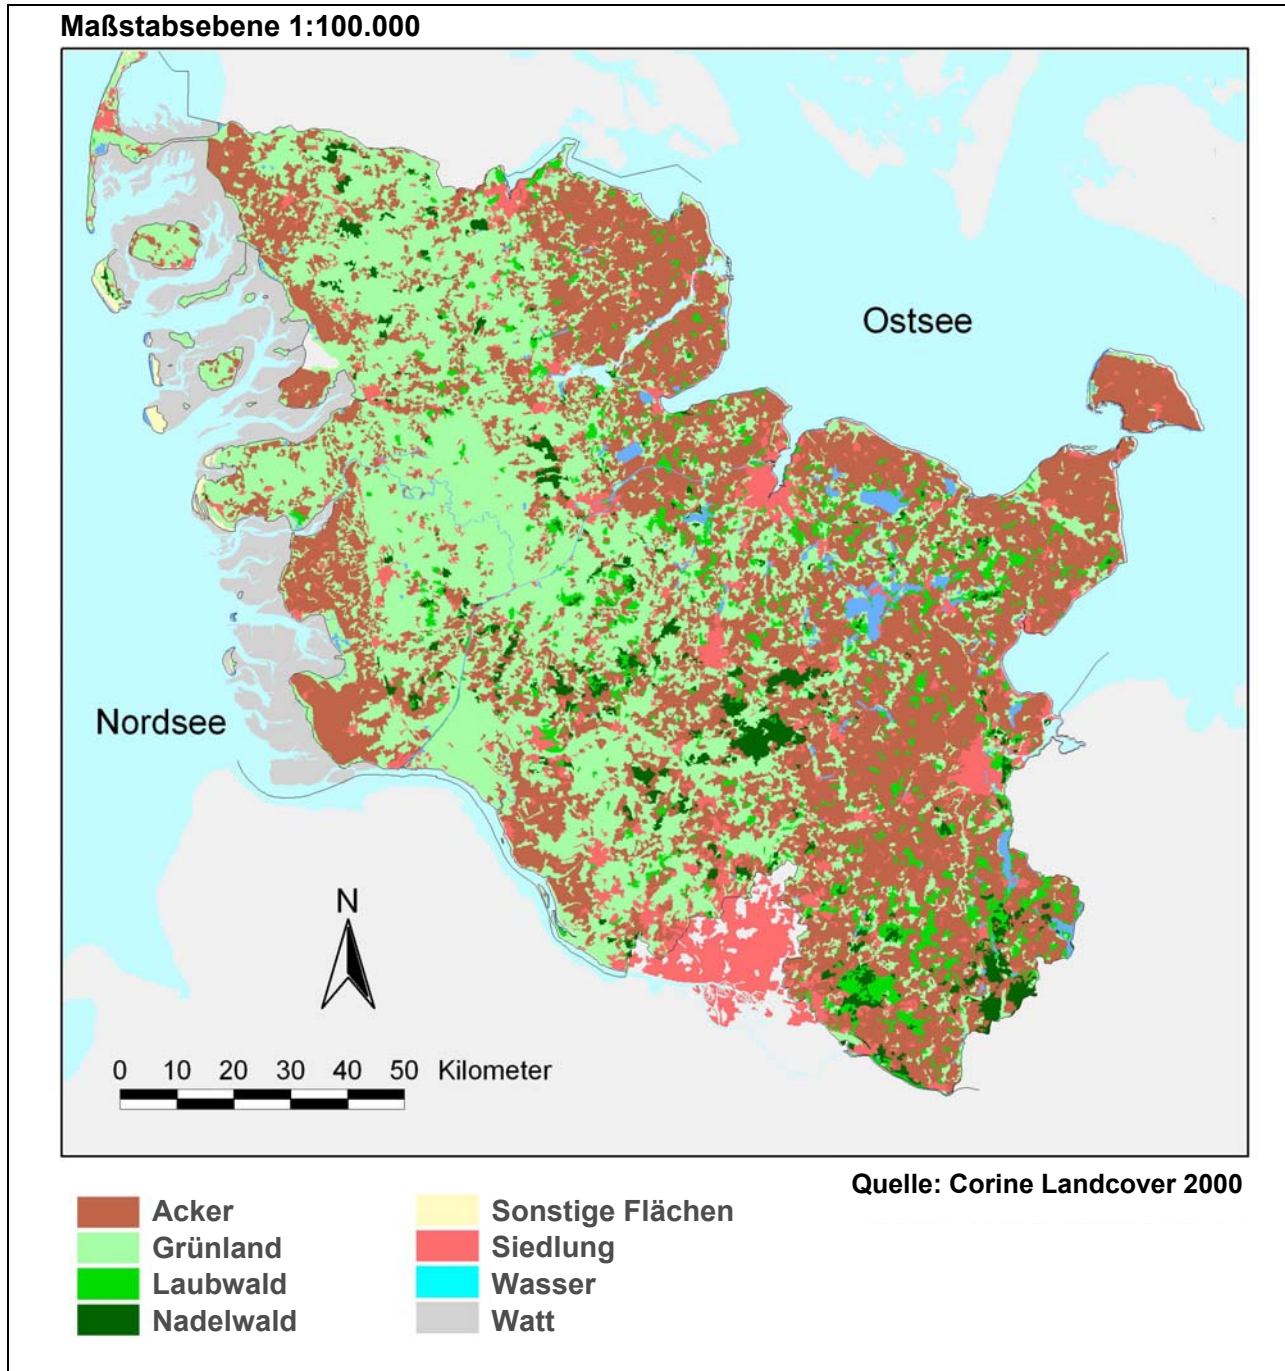 Maßstabsebene 1:100.000
Ostsee
Nordsee
N
0 10 20 30 40 50 Kilometer
Quelle: Corine Landcover 2000
Acker
Grünland
Laubwald
Nadelwald
Sonstige Flächen
Siedlung
Wasser
Watt